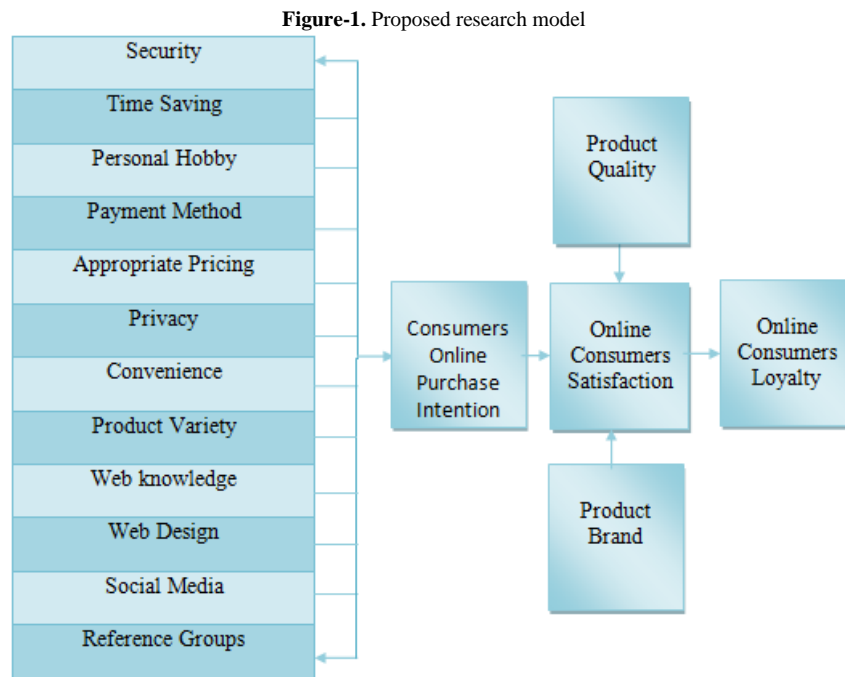 Figure-1. Proposed research model
Security
Time Saving
Personal Hobby
Payment Method
Appropriate Pricing
Privacy
Convenience
Product Variety
Web knowledge
Web Design
Social Media
Reference Groups
Consumers
Online
Purchase
Intention
Product
Quality
Online
Consumers
Satisfaction
Product
Brand
Online
Consumers
Loyalty